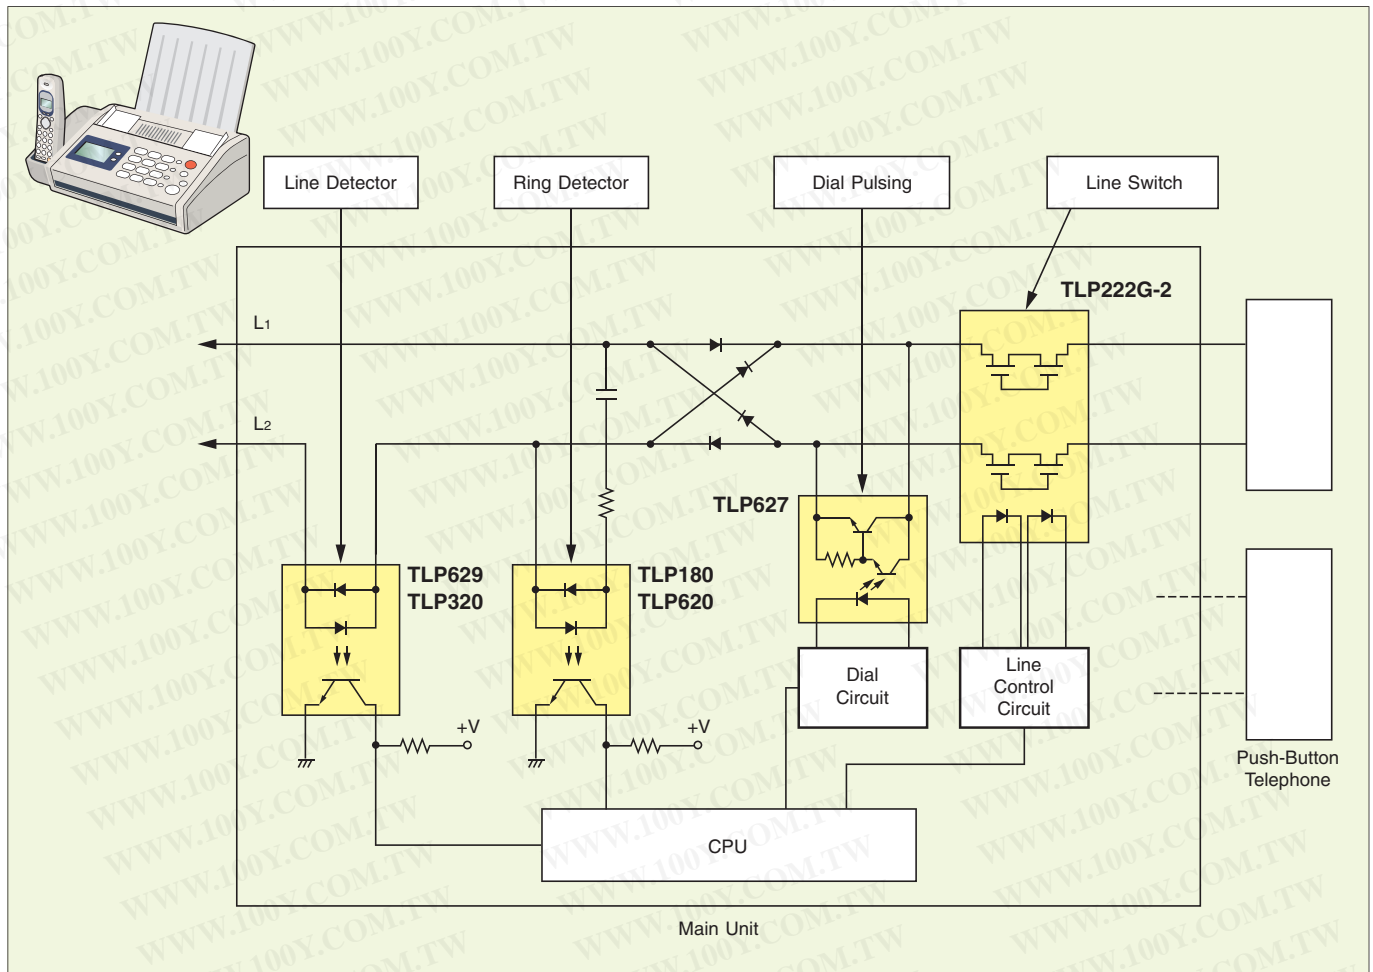 Line Detector
Ring Detector
Dial Pulsing
Line Switch
TLP222G-2
L1
L2
TLP627
TLP629
TLP320
TLP180
TLP620
Dial
Circuit
Line
Control
Circuit
+V
+V
Push-Button
Telephone
CPU
Main Unit
WWW.100Y.COM.TW